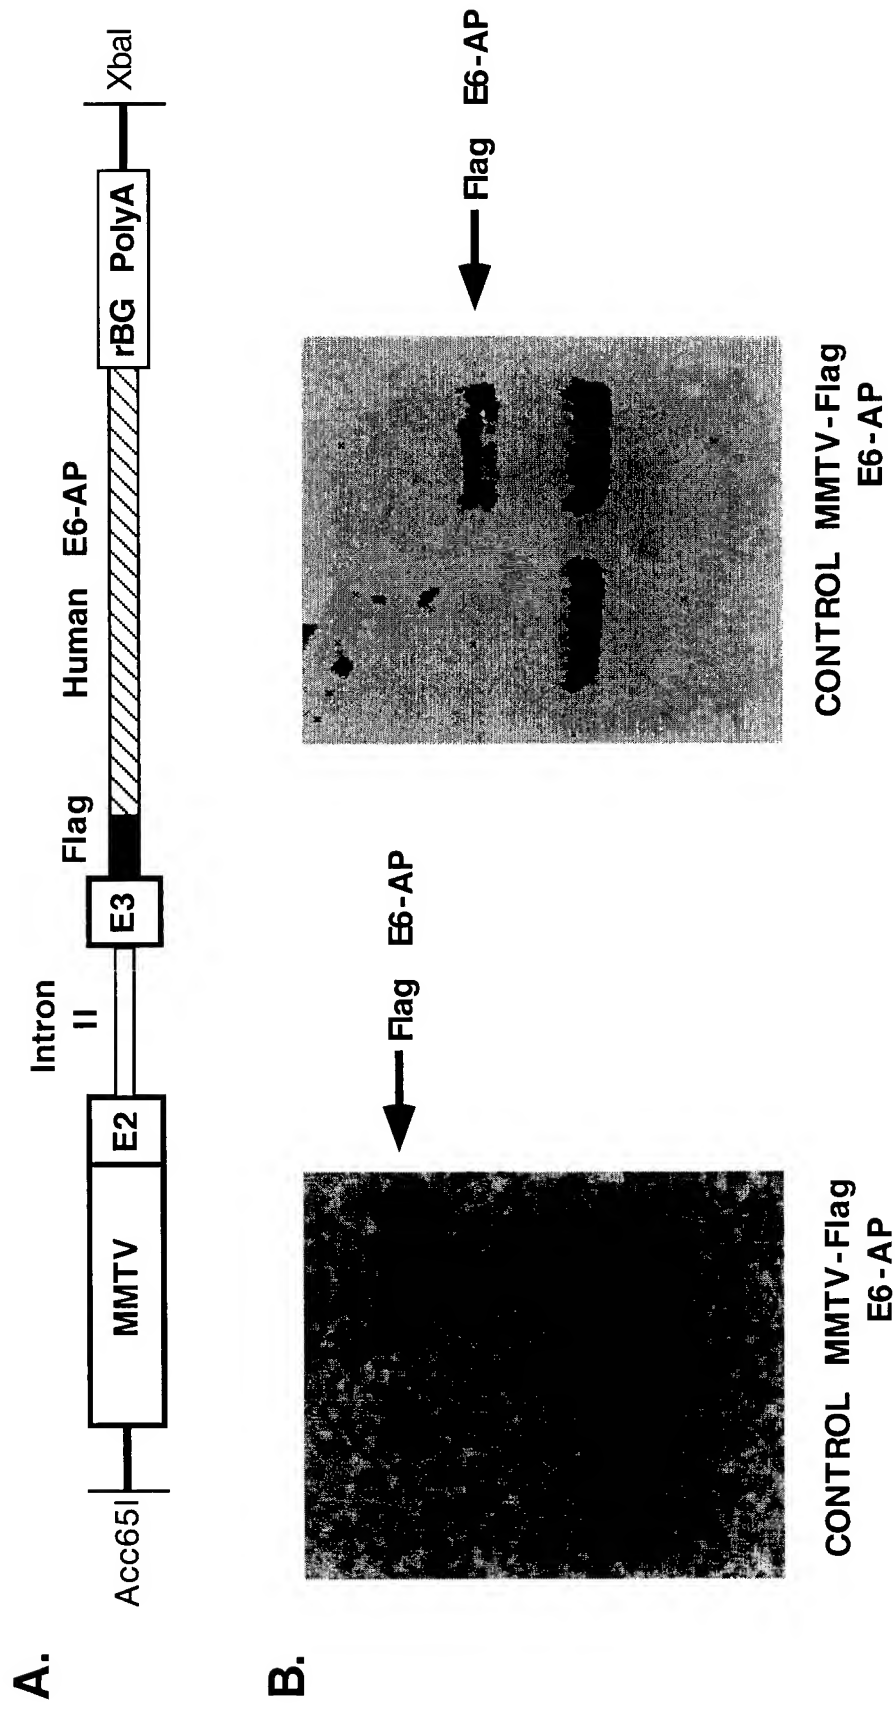 A.
Acc65I
MMTV
E2
Intron
II
E3
Flag
Human E6-AP
rBG PolyA
XbaI
B.
Flag E6-AP
CONTROL MMTV-Flag
E6-AP
Flag E6-AP
CONTROL MMTV-Flag
E6-AP